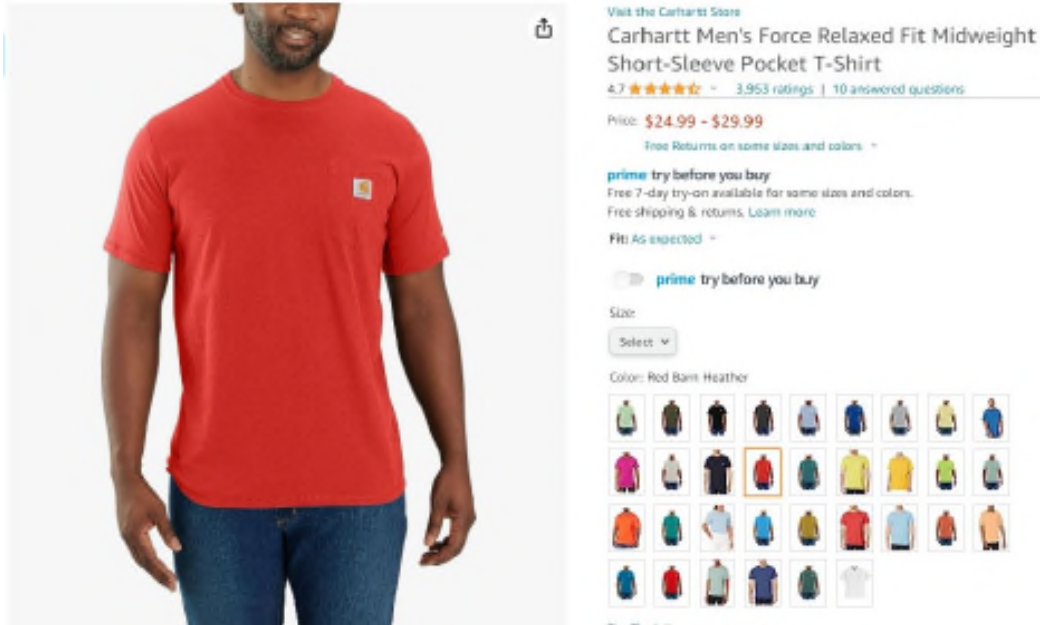 Visit the Carhartt Store
Carhartt Men's Force Relaxed Fit Midweight
Short-Sleeve Pocket T-Shirt
4.7 3,953 ratings | 10 answered questions
Price: $24.99 - $29.99
Free Returns on some sizes and colors
prime try before you buy
Free 7-day try-on available for some sizes and colors.
Free shipping & returns. Learn more
Fit: As expected
prime try before you buy
Size:
Select
Color: Red Barn Heather